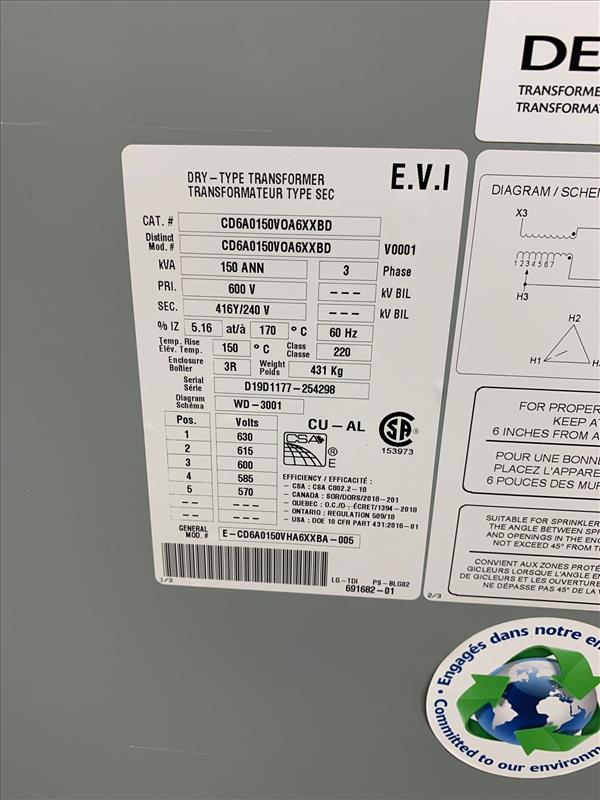 DRY-TYPE TRANSFORMER
TRANSFORMATEUR TYPE SEC
E.V.I
CAT. # CD6A0150VOA6XXBD
Distinct Mod. # CD6A0150VOA6XXBD V0001
kVA 150 ANN 3 Phase
PRI. 600 V --- kV BIL
SEC. 416Y/240 V --- kV BIL
% IZ 5.16 at/à 170 °C 60 Hz
Temp. Rise
Élév. Temp. 150 °C Class
Classe 220
Enclosure
Boîtier 3R Weight
Poids 431 Kg
Serial
Série D19D1177-254298
Diagram
Schéma WD-3001
CU-AL
Pos. Volts
1 630
2 615
3 600
4 585
5 570
-- ---
-- ---
CSA ® E
SA
153973
EFFICIENCY / EFFICACITÉ :
- CSA : CSA C802.2-18
- CANADA : SOR/DORS/2018-201
- QUEBEC : O.C./D-ÉCRET/1394-2018
- ONTARIO : REGULATION 509/18
- USA : DOE 10 CFR PART 431:2016-01
GENERAL
MOD. # E-CD6A0150VHA6XXBA-005
1/3
LG-TDI PS-BLG02
691682-01
DE
TRANSFORME
TRANSFORMA
DIAGRAM / SCHÉ
X3
1 2 3 4 5 6 7
H3
H2
H1
H
FOR PROPER
KEEP AT
6 INCHES FROM A
POUR UNE BONNE
PLACEZ L'APPARE
6 POUCES DES MUR
SUITABLE FOR SPRINKLER
THE ANGLE BETWEEN SPR
AND OPENINGS IN THE ENC
NOT EXCEED 45° FROM T
CONVIENT AUX ZONES PROTÉ
GICLEURS LORSQUE L'ANGLE EN
DE GICLEURS ET LES OUVERTURE
NE DÉPASSE PAS 45° DE LA V
2/3
• Engagés dans notre en
Committed to our environm